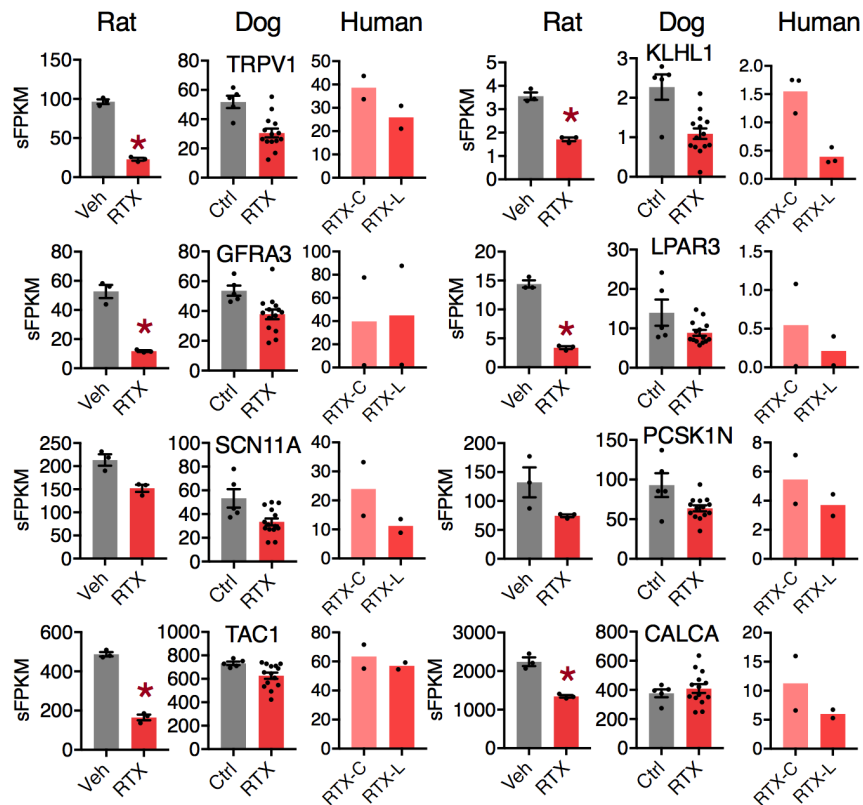 Rat Dog Human Rat Dog Human
TRPV1 KLHL1
sFPKM 100 50 0 80 60 40 20 0 50 40 30 20 10 0 sFPKM 5 4 3 2 1 0 3 2 1 0 2.0 1.5 1.0 0.5 0.0
Veh RTX Ctrl RTX RTX-C RTX-L Veh RTX Ctrl RTX RTX-C RTX-L
* *
GFRA3 LPAR3
sFPKM 80 60 40 20 0 80 60 40 20 0 100 80 60 40 20 0 sFPKM 20 15 10 5 0 30 20 10 0 1.5 1.0 0.5 0.0
Veh RTX Ctrl RTX RTX-C RTX-L Veh RTX Ctrl RTX RTX-C RTX-L
* *
SCN11A PCSK1N
sFPKM 250 200 150 100 50 0 100 80 60 40 20 0 40 30 20 10 0 sFPKM 200 150 100 50 0 150 100 50 0 8 6 4 2 0
Veh RTX Ctrl RTX RTX-C RTX-L Veh RTX Ctrl RTX RTX-C RTX-L
TAC1 CALCA
sFPKM 600 400 200 0 1000 800 600 400 200 0 80 60 40 20 0 sFPKM 3000 2000 1000 0 800 600 400 200 0 20 15 10 5 0
Veh RTX Ctrl RTX RTX-C RTX-L Veh RTX Ctrl RTX RTX-C RTX-L
* *